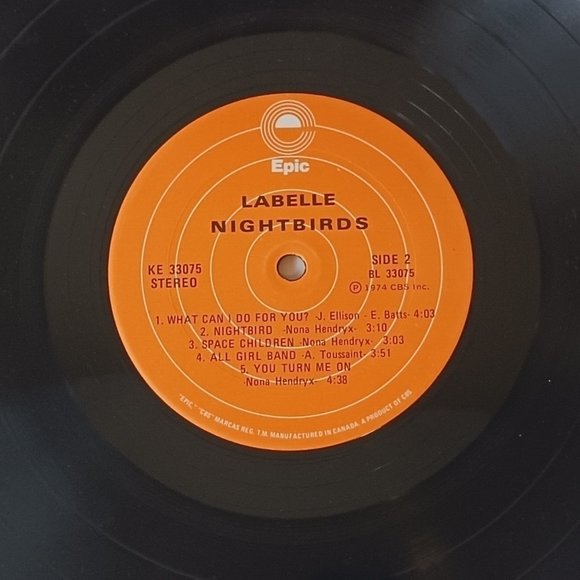 Epic
LABELLE
NIGHTBIRDS
KE 33075
STEREO
SIDE 2
BL 33075
℗ 1974 CBS Inc.
1. WHAT CAN I DO FOR YOU? -J. Ellison - E. Batts- 4:03
2. NIGHTBIRD -Nona Hendryx- 3:10
3. SPACE CHILDREN -Nona Hendryx- 3:03
4. ALL GIRL BAND -A. Toussaint- 3:51
5. YOU TURN ME ON
-Nona Hendryx- 4:38
"EPIC," "CBS" MARCAS REG. T.M. MANUFACTURED IN CANADA. A PRODUCT OF CBS